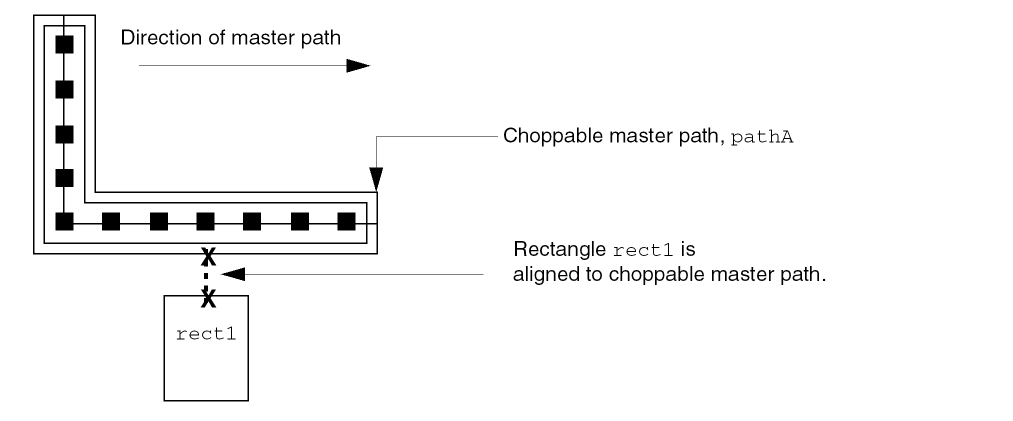 Direction of master path
Choppable master path, pathA
Rectangle rect1 is
aligned to choppable master path.
X
X
rect1